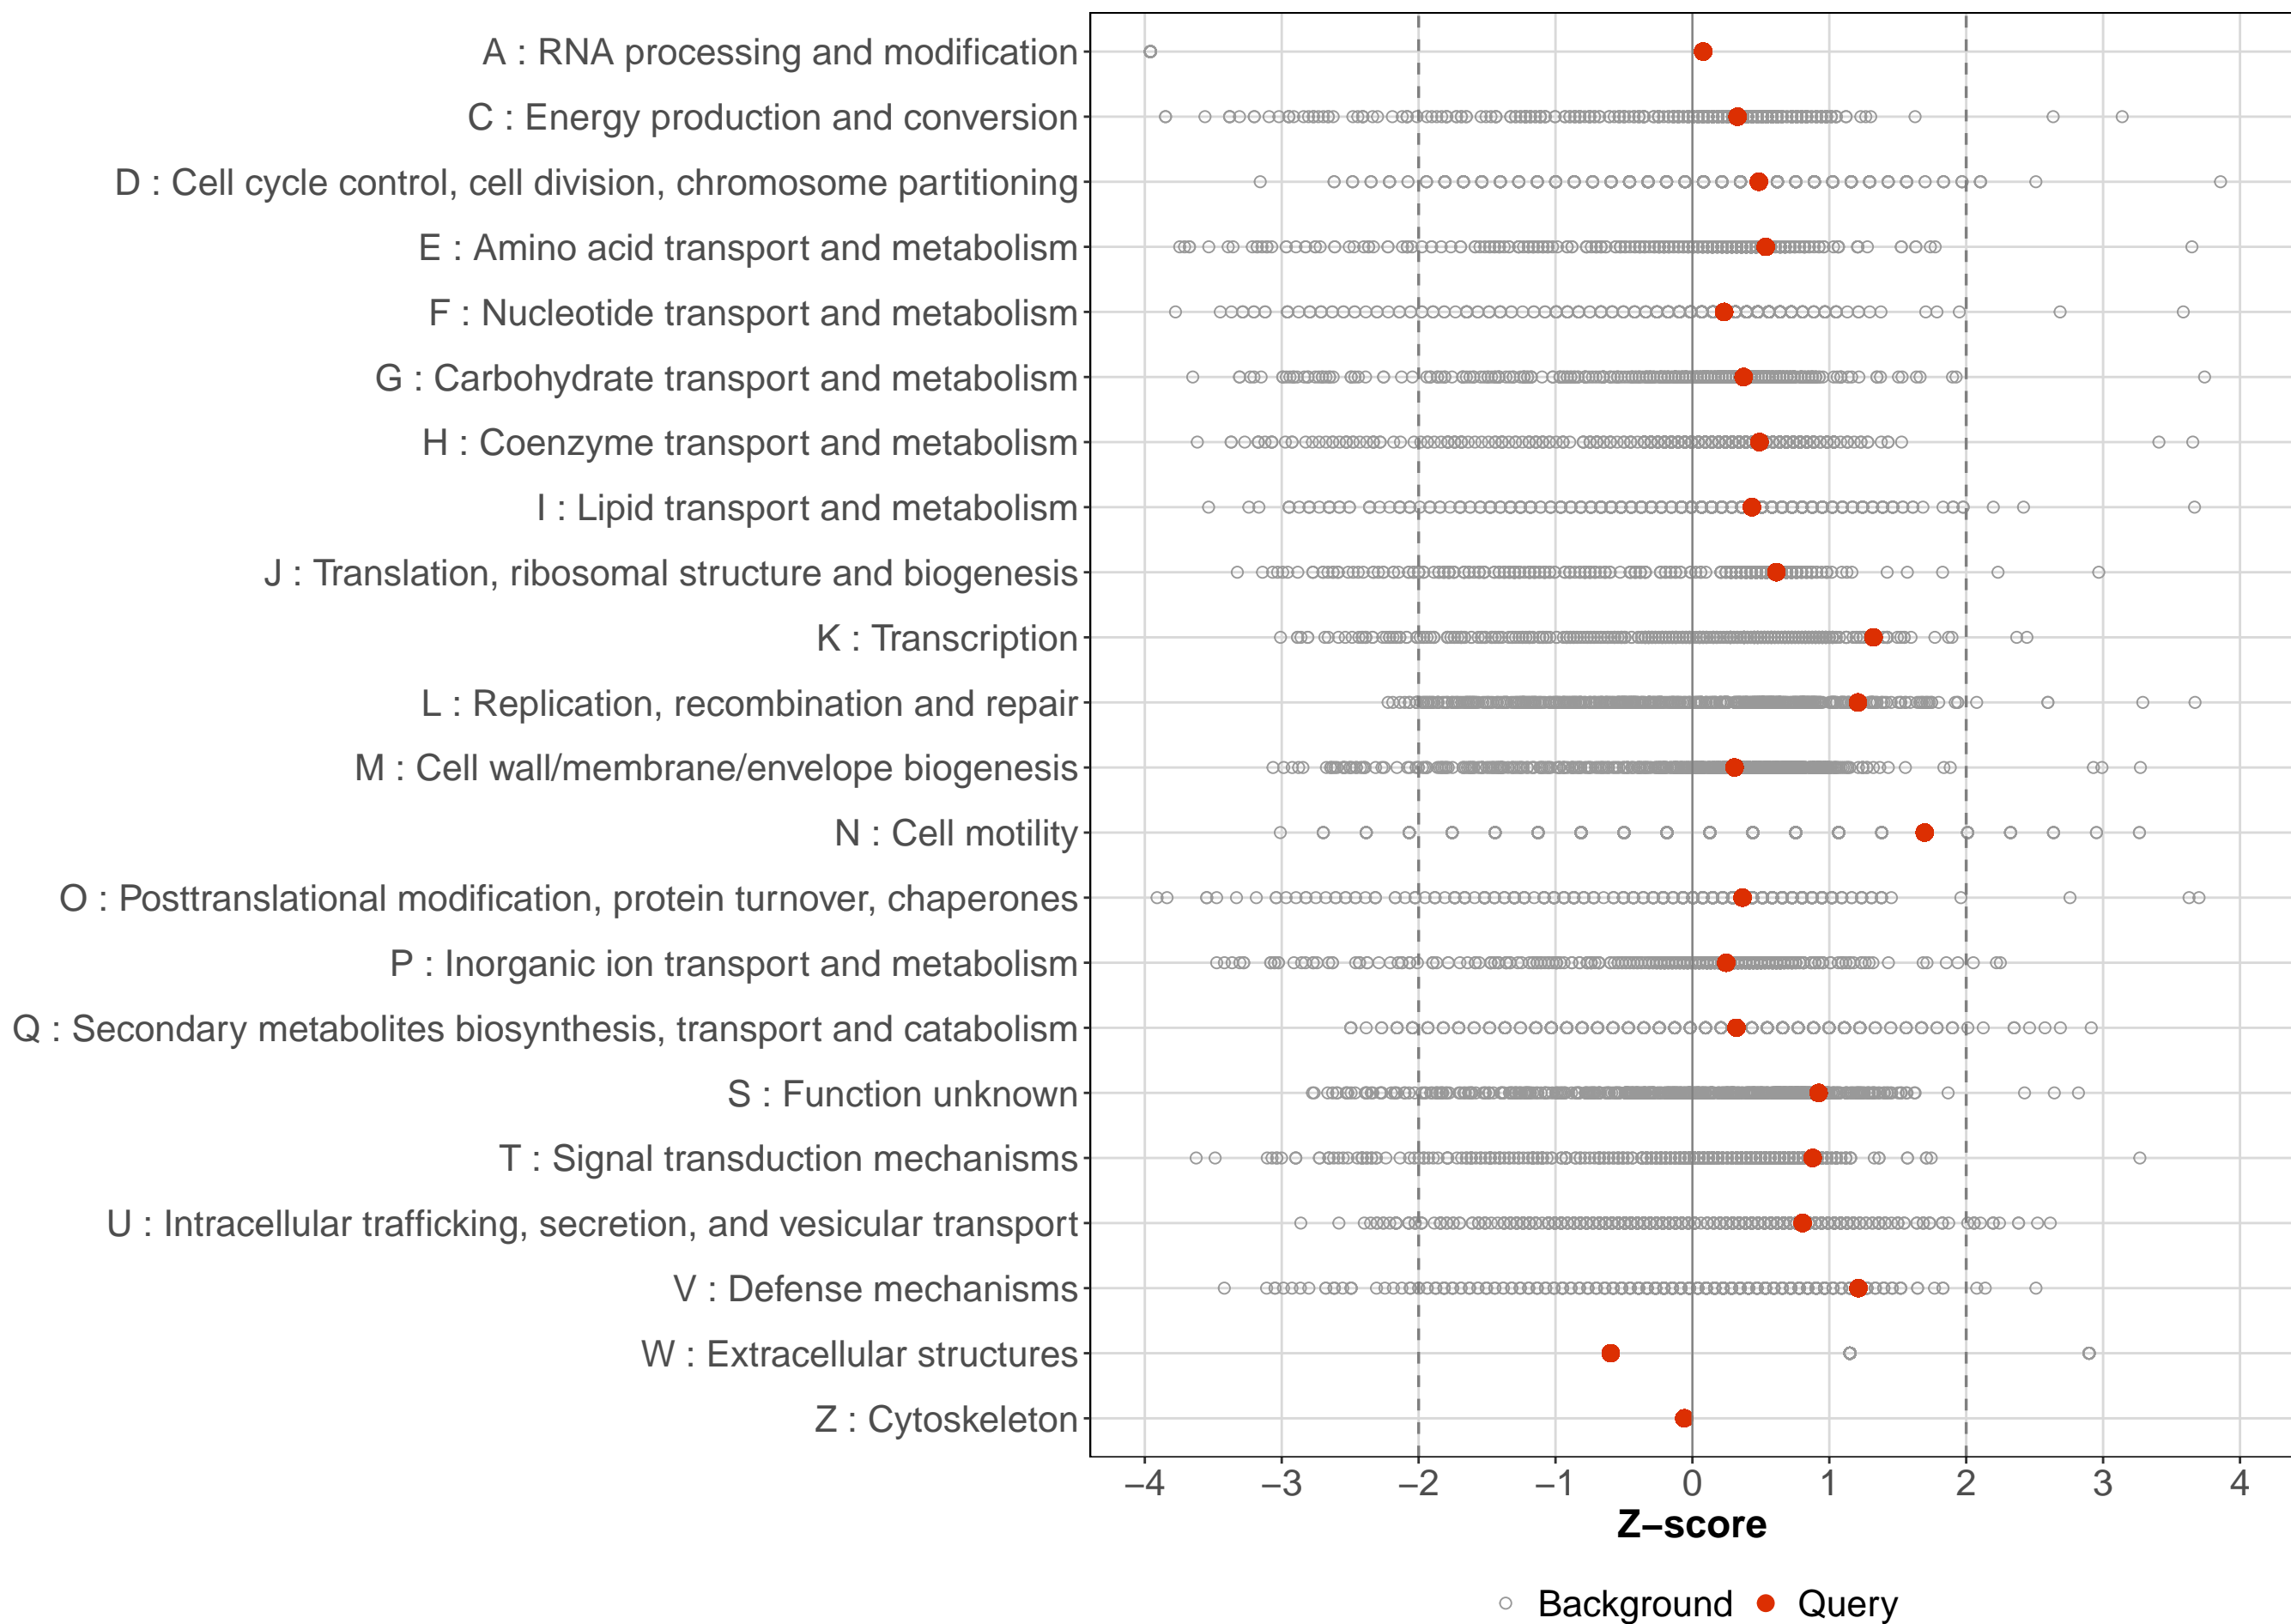 A : RNA processing and modification
C : Energy production and conversion
D : Cell cycle control, cell division, chromosome partitioning
E : Amino acid transport and metabolism
F : Nucleotide transport and metabolism
G : Carbohydrate transport and metabolism
H : Coenzyme transport and metabolism
I : Lipid transport and metabolism
J : Translation, ribosomal structure and biogenesis
K : Transcription
L : Replication, recombination and repair
M : Cell wall/membrane/envelope biogenesis
N : Cell motility
O : Posttranslational modification, protein turnover, chaperones
P : Inorganic ion transport and metabolism
Q : Secondary metabolites biosynthesis, transport and catabolism
S : Function unknown
T : Signal transduction mechanisms
U : Intracellular trafficking, secretion, and vesicular transport
V : Defense mechanisms
W : Extracellular structures
Z : Cytoskeleton
−4 −3 −2 −1 0 1 2 3 4
Z−score
Background Query